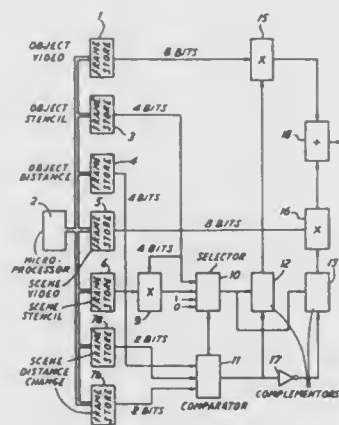 1
OBJECT VIDEO
FRAME STORE
8 BITS
15
X
OBJECT STENCIL
FRAME STORE
3
4 BITS
18
+
OBJECT DISTANCE
FRAME STORE
4
4 BITS
2
MICRO-PROCESSOR
5
FRAME STORE
8 BITS
16
X
SCENE VIDEO
SCENE STENCIL
6
FRAME STORE
4 BITS
X
9
1
0
SELECTOR
10
12
13
SCENE DISTANCE CHANGE
7a
FRAME STORE
2 BITS
11
COMPARATOR
17
COMPLEMENTORS
7b
FRAME STORE
2 BITS